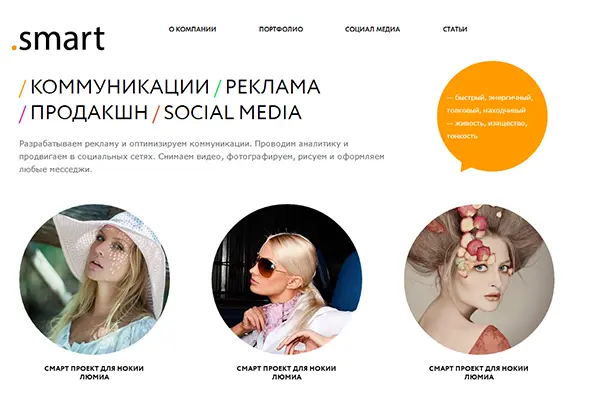 .smart
О КОМПАНИИ
ПОРТФОЛИО
СОЦИАЛ МЕДИА
СТАТЬИ
/ КОММУНИКАЦИИ / РЕКЛАМА
/ ПРОДАКШН / SOCIAL MEDIA
Разрабатываем рекламу и оптимизируем коммуникации. Проводим аналитику и
продвигаем в социальных сетях. Снимаем видео, фотографируем, рисуем и оформляем
любые месседжи.
— быстрый, энергичный,
толковый, находчивый
— живость, изящество,
тонкость
СМАРТ ПРОЕКТ ДЛЯ НОКИИ
ЛЮМИА
СМАРТ ПРОЕКТ ДЛЯ НОКИИ
ЛЮМИА
СМАРТ ПРОЕКТ ДЛЯ НОКИИ
ЛЮМИА